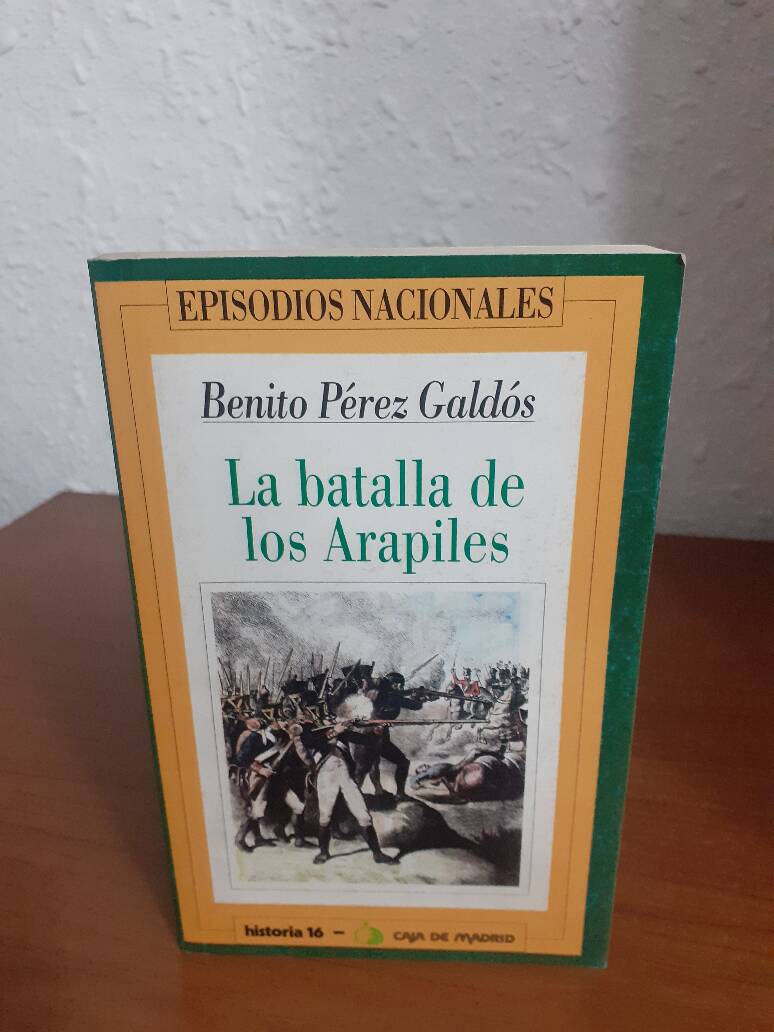 EPISODIOS NACIONALES
Benito Pérez Galdós
La batalla de
los Arapiles
historia 16 – CAJA DE MADRID